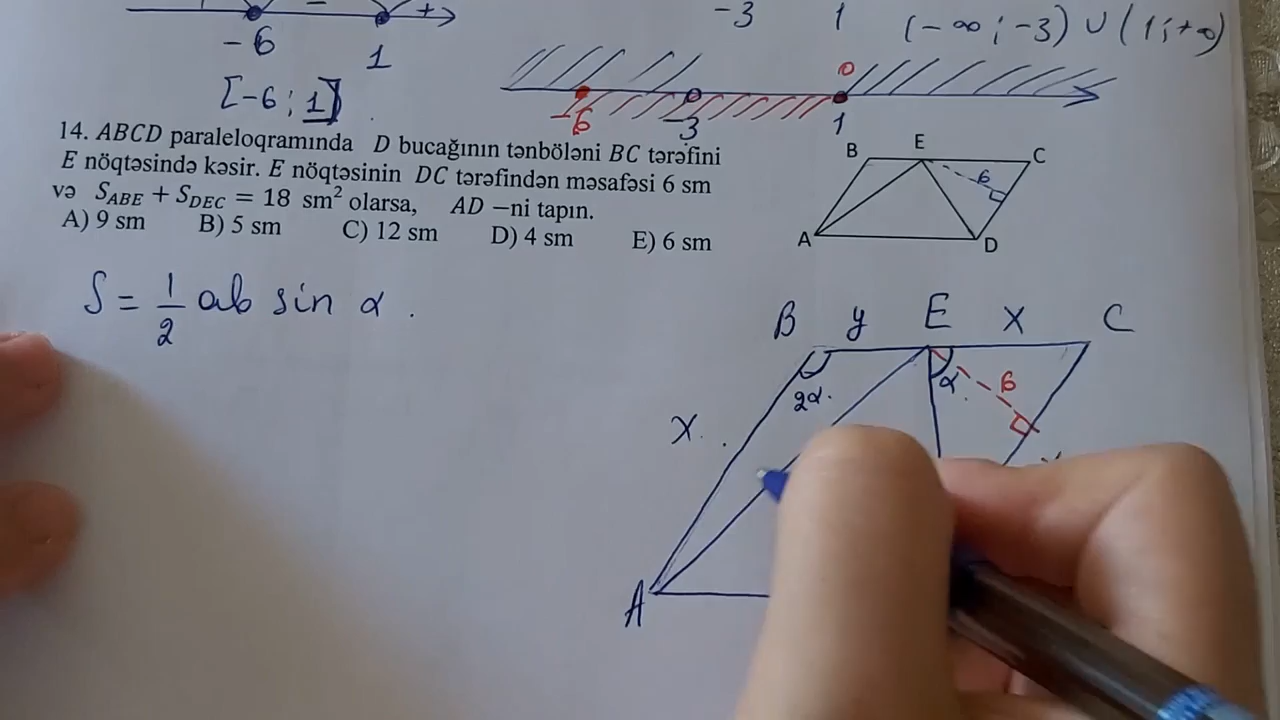 -3 1 (-∞ ; -3) ∪ (1 ; +∞)
- +
-6 1
[-6 ; 1]
0
-6 -3 1
14. ABCD paraleloqramında D bucağının tənböləni BC tərəfini
E nöqtəsində kəsir. E nöqtəsinin DC tərəfindən məsafəsi 6 sm
və S_ABE + S_DEC = 18 sm² olarsa, AD –ni tapın.
A) 9 sm B) 5 sm C) 12 sm D) 4 sm E) 6 sm
B E C
6
A D
S = 1/2 ab sin α .
B y E x C
2α. α 6
x
A